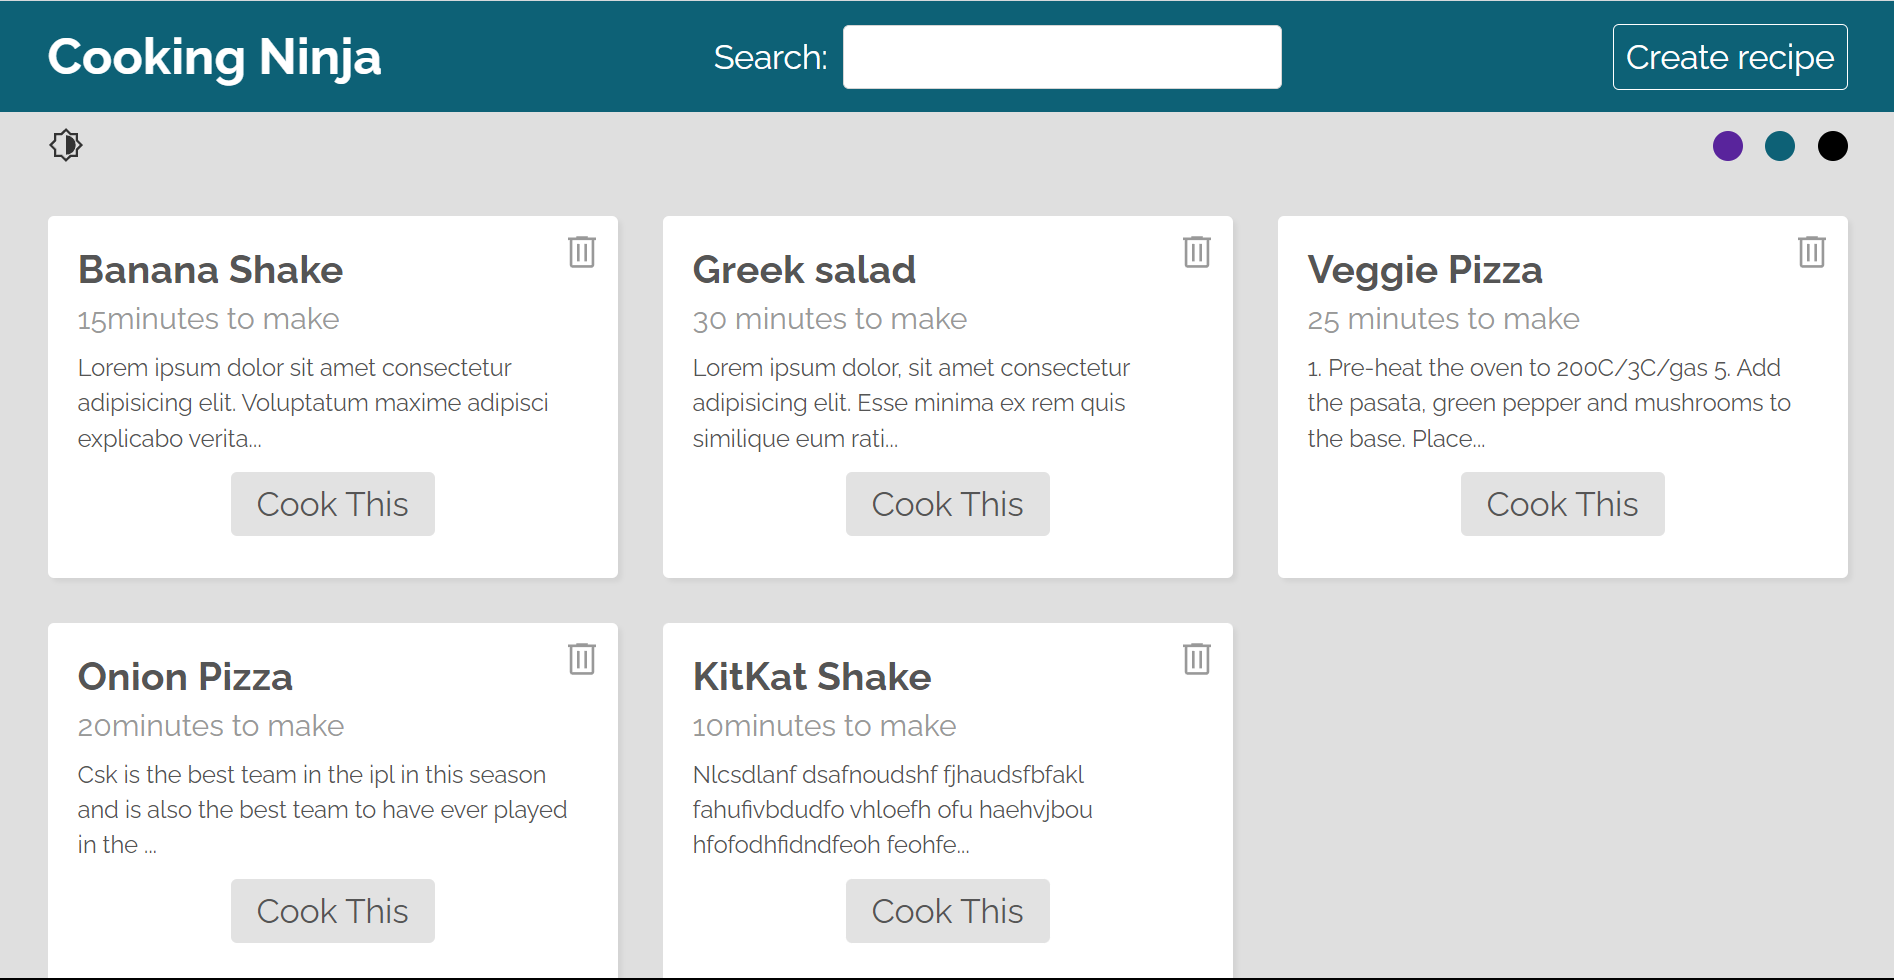 Cooking Ninja
Search:
Create recipe
Banana Shake
15minutes to make
Lorem ipsum dolor sit amet consectetur
adipisicing elit. Voluptatum maxime adipisci
explicabo verita...
Cook This
Greek salad
30 minutes to make
Lorem ipsum dolor, sit amet consectetur
adipisicing elit. Esse minima ex rem quis
similique eum rati...
Cook This
Veggie Pizza
25 minutes to make
1. Pre-heat the oven to 200C/3C/gas 5. Add
the pasata, green pepper and mushrooms to
the base. Place...
Cook This
Onion Pizza
20minutes to make
Csk is the best team in the ipl in this season
and is also the best team to have ever played
in the ...
Cook This
KitKat Shake
10minutes to make
Nlcsdlanf dsafnoudshf fjhaudsfbfakl
fahufivbdudfo vhloefh ofu haehvjbou
hfofodhfidndfeoh feohfe...
Cook This